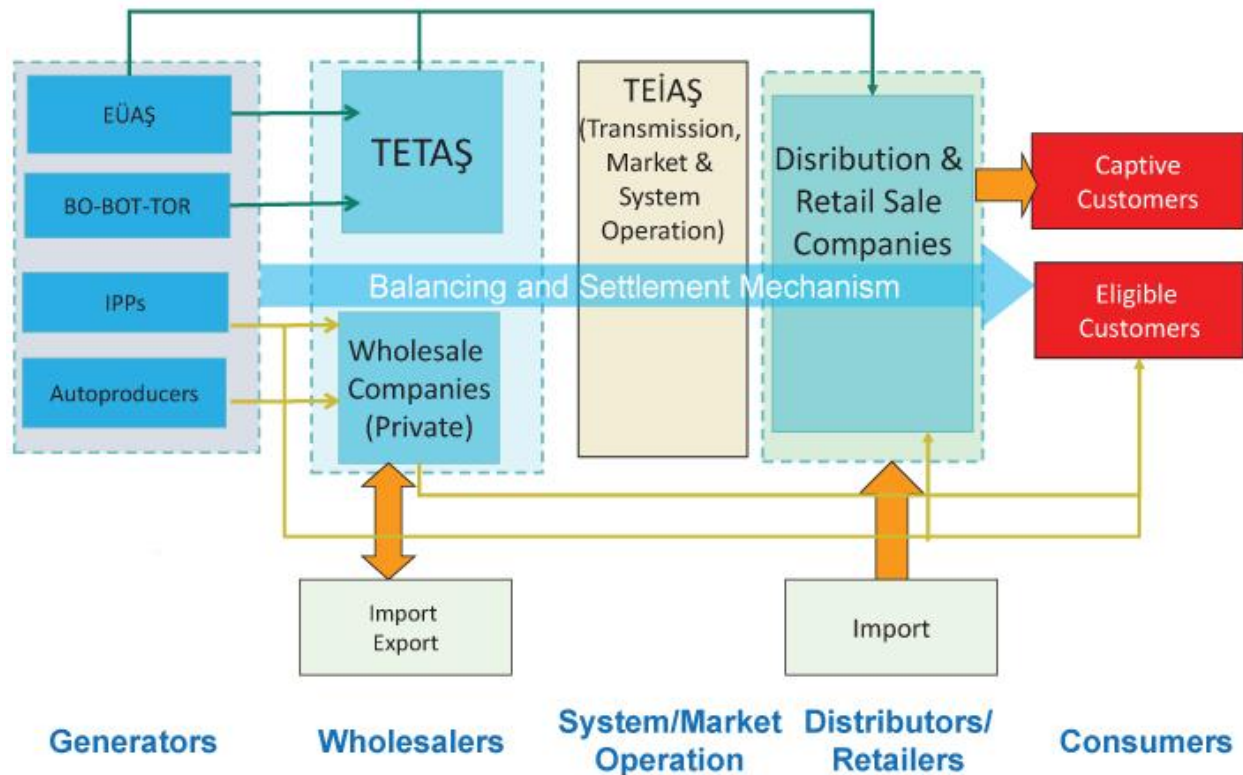 EÜAŞ
BO-BOT-TOR
IPPs
Autoproducers
TETAŞ
Wholesale
Companies
(Private)
TEİAŞ
(Transmission,
Market &
System
Operation)
Disribution &
Retail Sale
Companies
Captive
Customers
Eligible
Customers
Balancing and Settlement Mechanism
Import
Export
Import
Generators
Wholesalers
System/Market
Operation
Distributors/
Retailers
Consumers